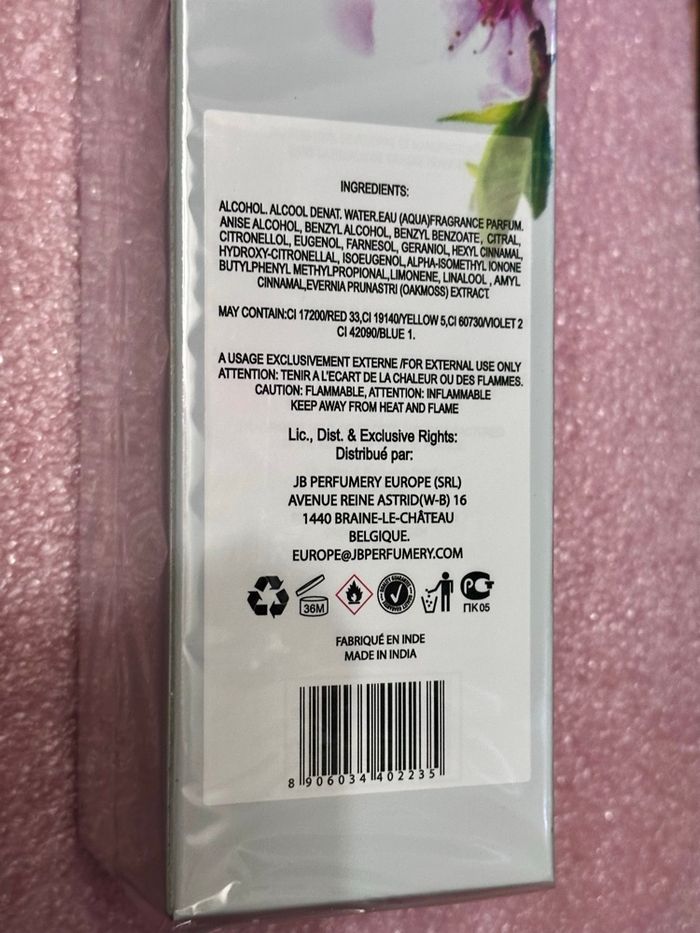 INGREDIENTS:
ALCOHOL. ALCOOL DENAT. WATER.EAU (AQUA)FRAGRANCE PARFUM.
ANISE ALCOHOL, BENZYL ALCOHOL, BENZYL BENZOATE, CITRAL,
CITRONELLOL, EUGENOL, FARNESOL, GERANIOL, HEXYL CINNAMAL,
HYDROXY-CITRONELLAL, ISOEUGENOL, ALPHA-ISOMETHYL IONONE
BUTYLPHENYL METHYLPROPIONAL, LIMONENE, LINALOOL, AMYL
CINNAMAL,EVERNIA PRUNASTRI (OAKMOSS) EXTRACT
MAY CONTAIN:CI 17200/RED 33,CI 19140/YELLOW 5,CI 60730/VIOLET 2
CI 42090/BLUE 1.
A USAGE EXCLUSIVEMENT EXTERNE /FOR EXTERNAL USE ONLY
ATTENTION: TENIR A L'ECART DE LA CHALEUR OU DES FLAMMES.
CAUTION: FLAMMABLE, ATTENTION: INFLAMMABLE
KEEP AWAY FROM HEAT AND FLAME
Lic., Dist. & Exclusive Rights:
Distribué par:
JB PERFUMERY EUROPE (SRL)
AVENUE REINE ASTRID(W-B) 16
1440 BRAINE-LE-CHÂTEAU
BELGIQUE.
EUROPE@JBPERFUMERY.COM
36M
ПК 05
FABRIQUÉ EN INDE
MADE IN INDIA
8 906034 402235